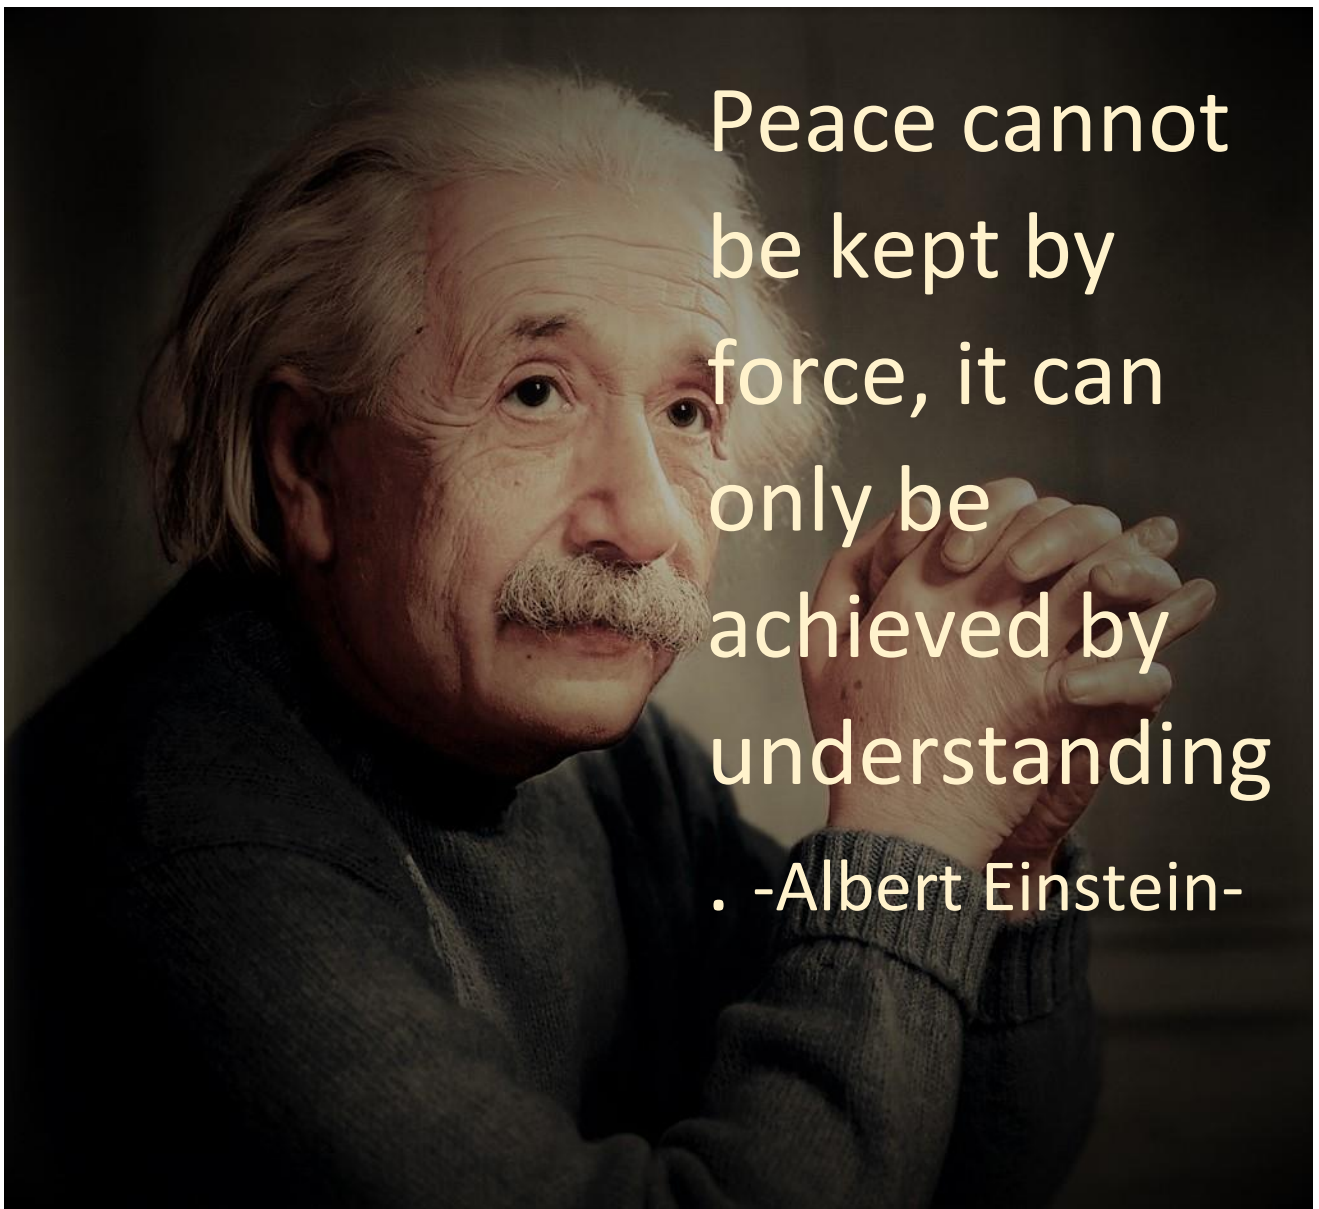 Peace cannot
be kept by
force, it can
only be
achieved by
understanding
. -Albert Einstein-